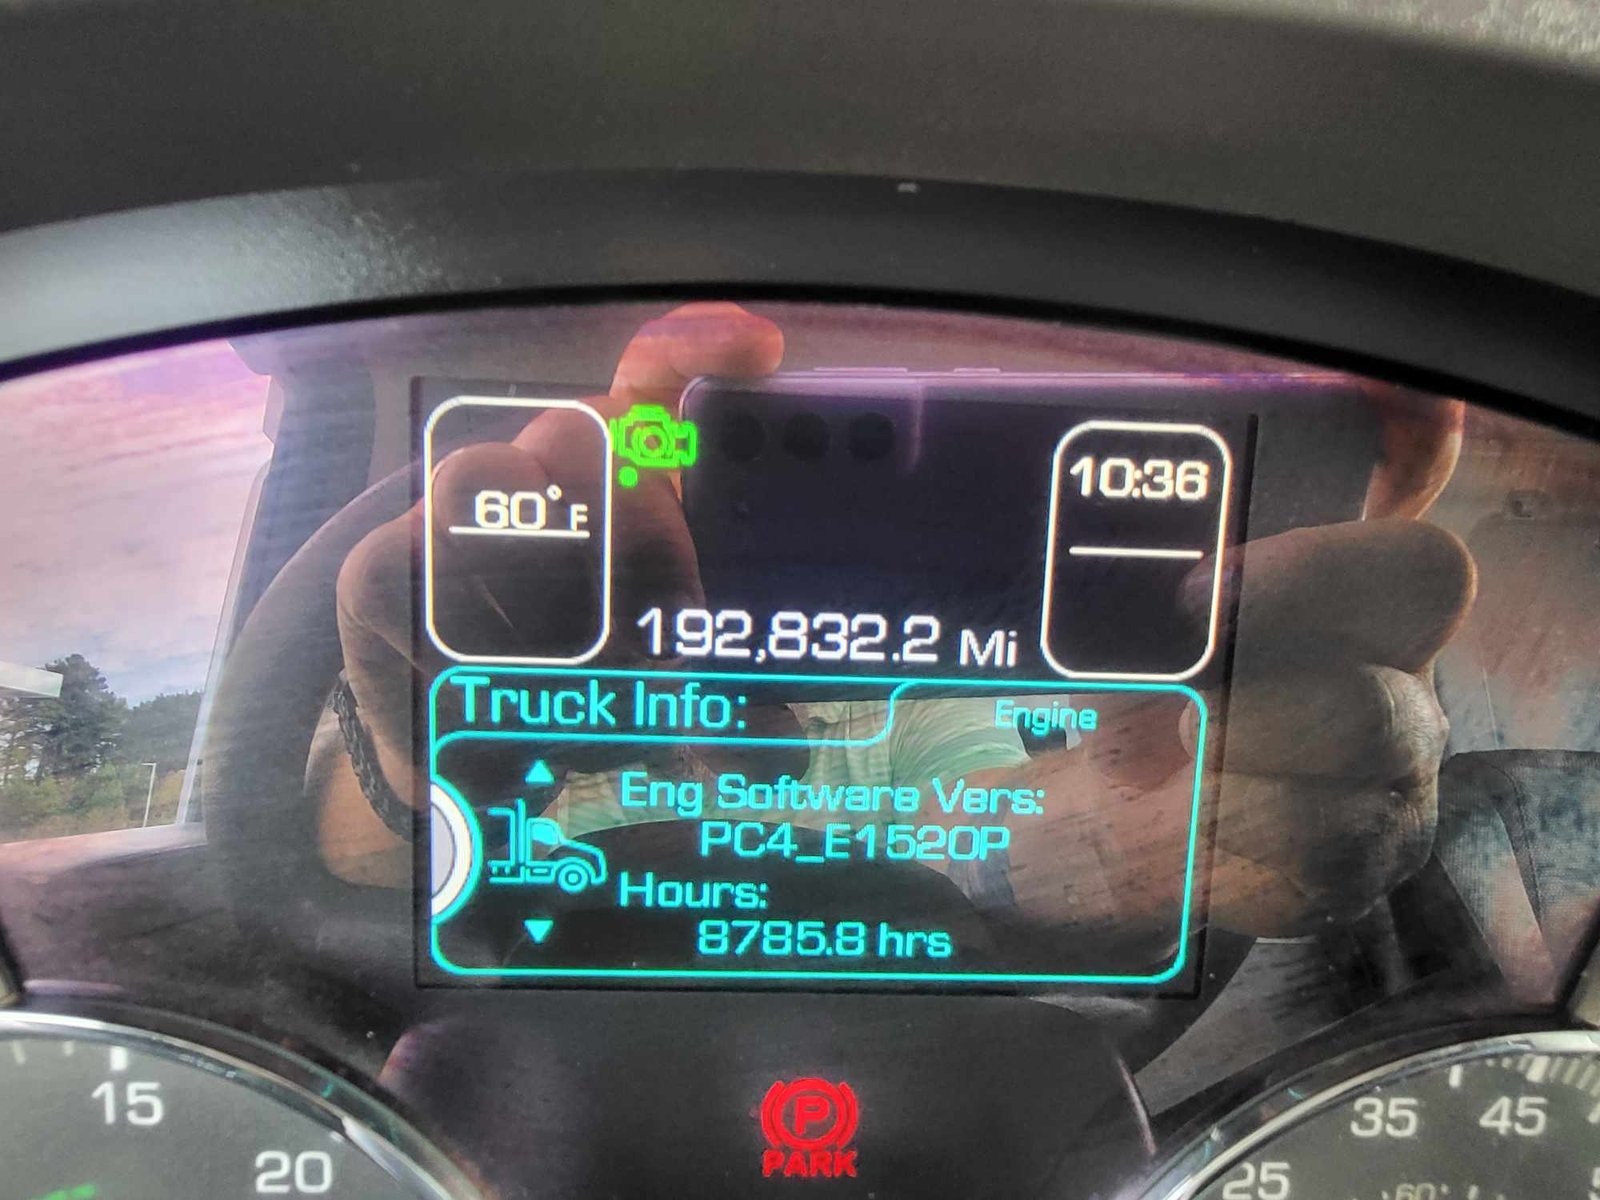 60°F
10:36
192,832.2 Mi
Truck Info:
Engine
Eng Software Vers:
PC4_E1520P
Hours:
8785.8 hrs
P
PARK
15
20
35
45
25
60